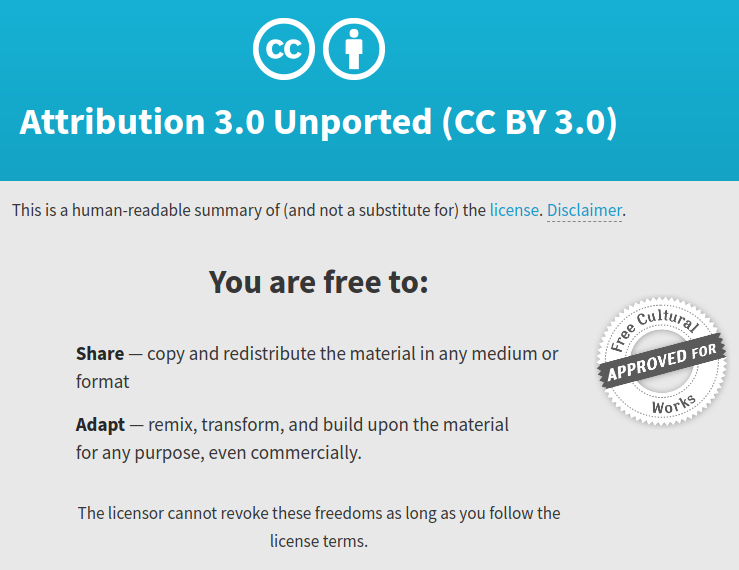 cc
Attribution 3.0 Unported (CC BY 3.0)
This is a human-readable summary of (and not a substitute for) the license. Disclaimer.
You are free to:
Share — copy and redistribute the material in any medium or
format
Adapt — remix, transform, and build upon the material
for any purpose, even commercially.
The licensor cannot revoke these freedoms as long as you follow the
license terms.
APPROVED FOR
Free Cultural
Works